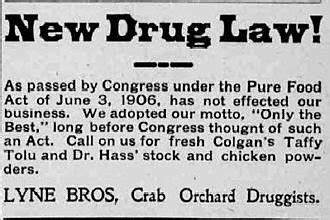 New Drug Law!
As passed by Congress under the Pure Food
Act of June 3, 1906, has not effected our
business. We adopted our motto, "Only the
Best," long before Congress thougnt of such
an Act. Call on us for fresh Colgan's Taffy
Tolu and Dr. Hass' stock and chicken pow-
ders.
LYNE BROS, Crab Orchard Druggists.